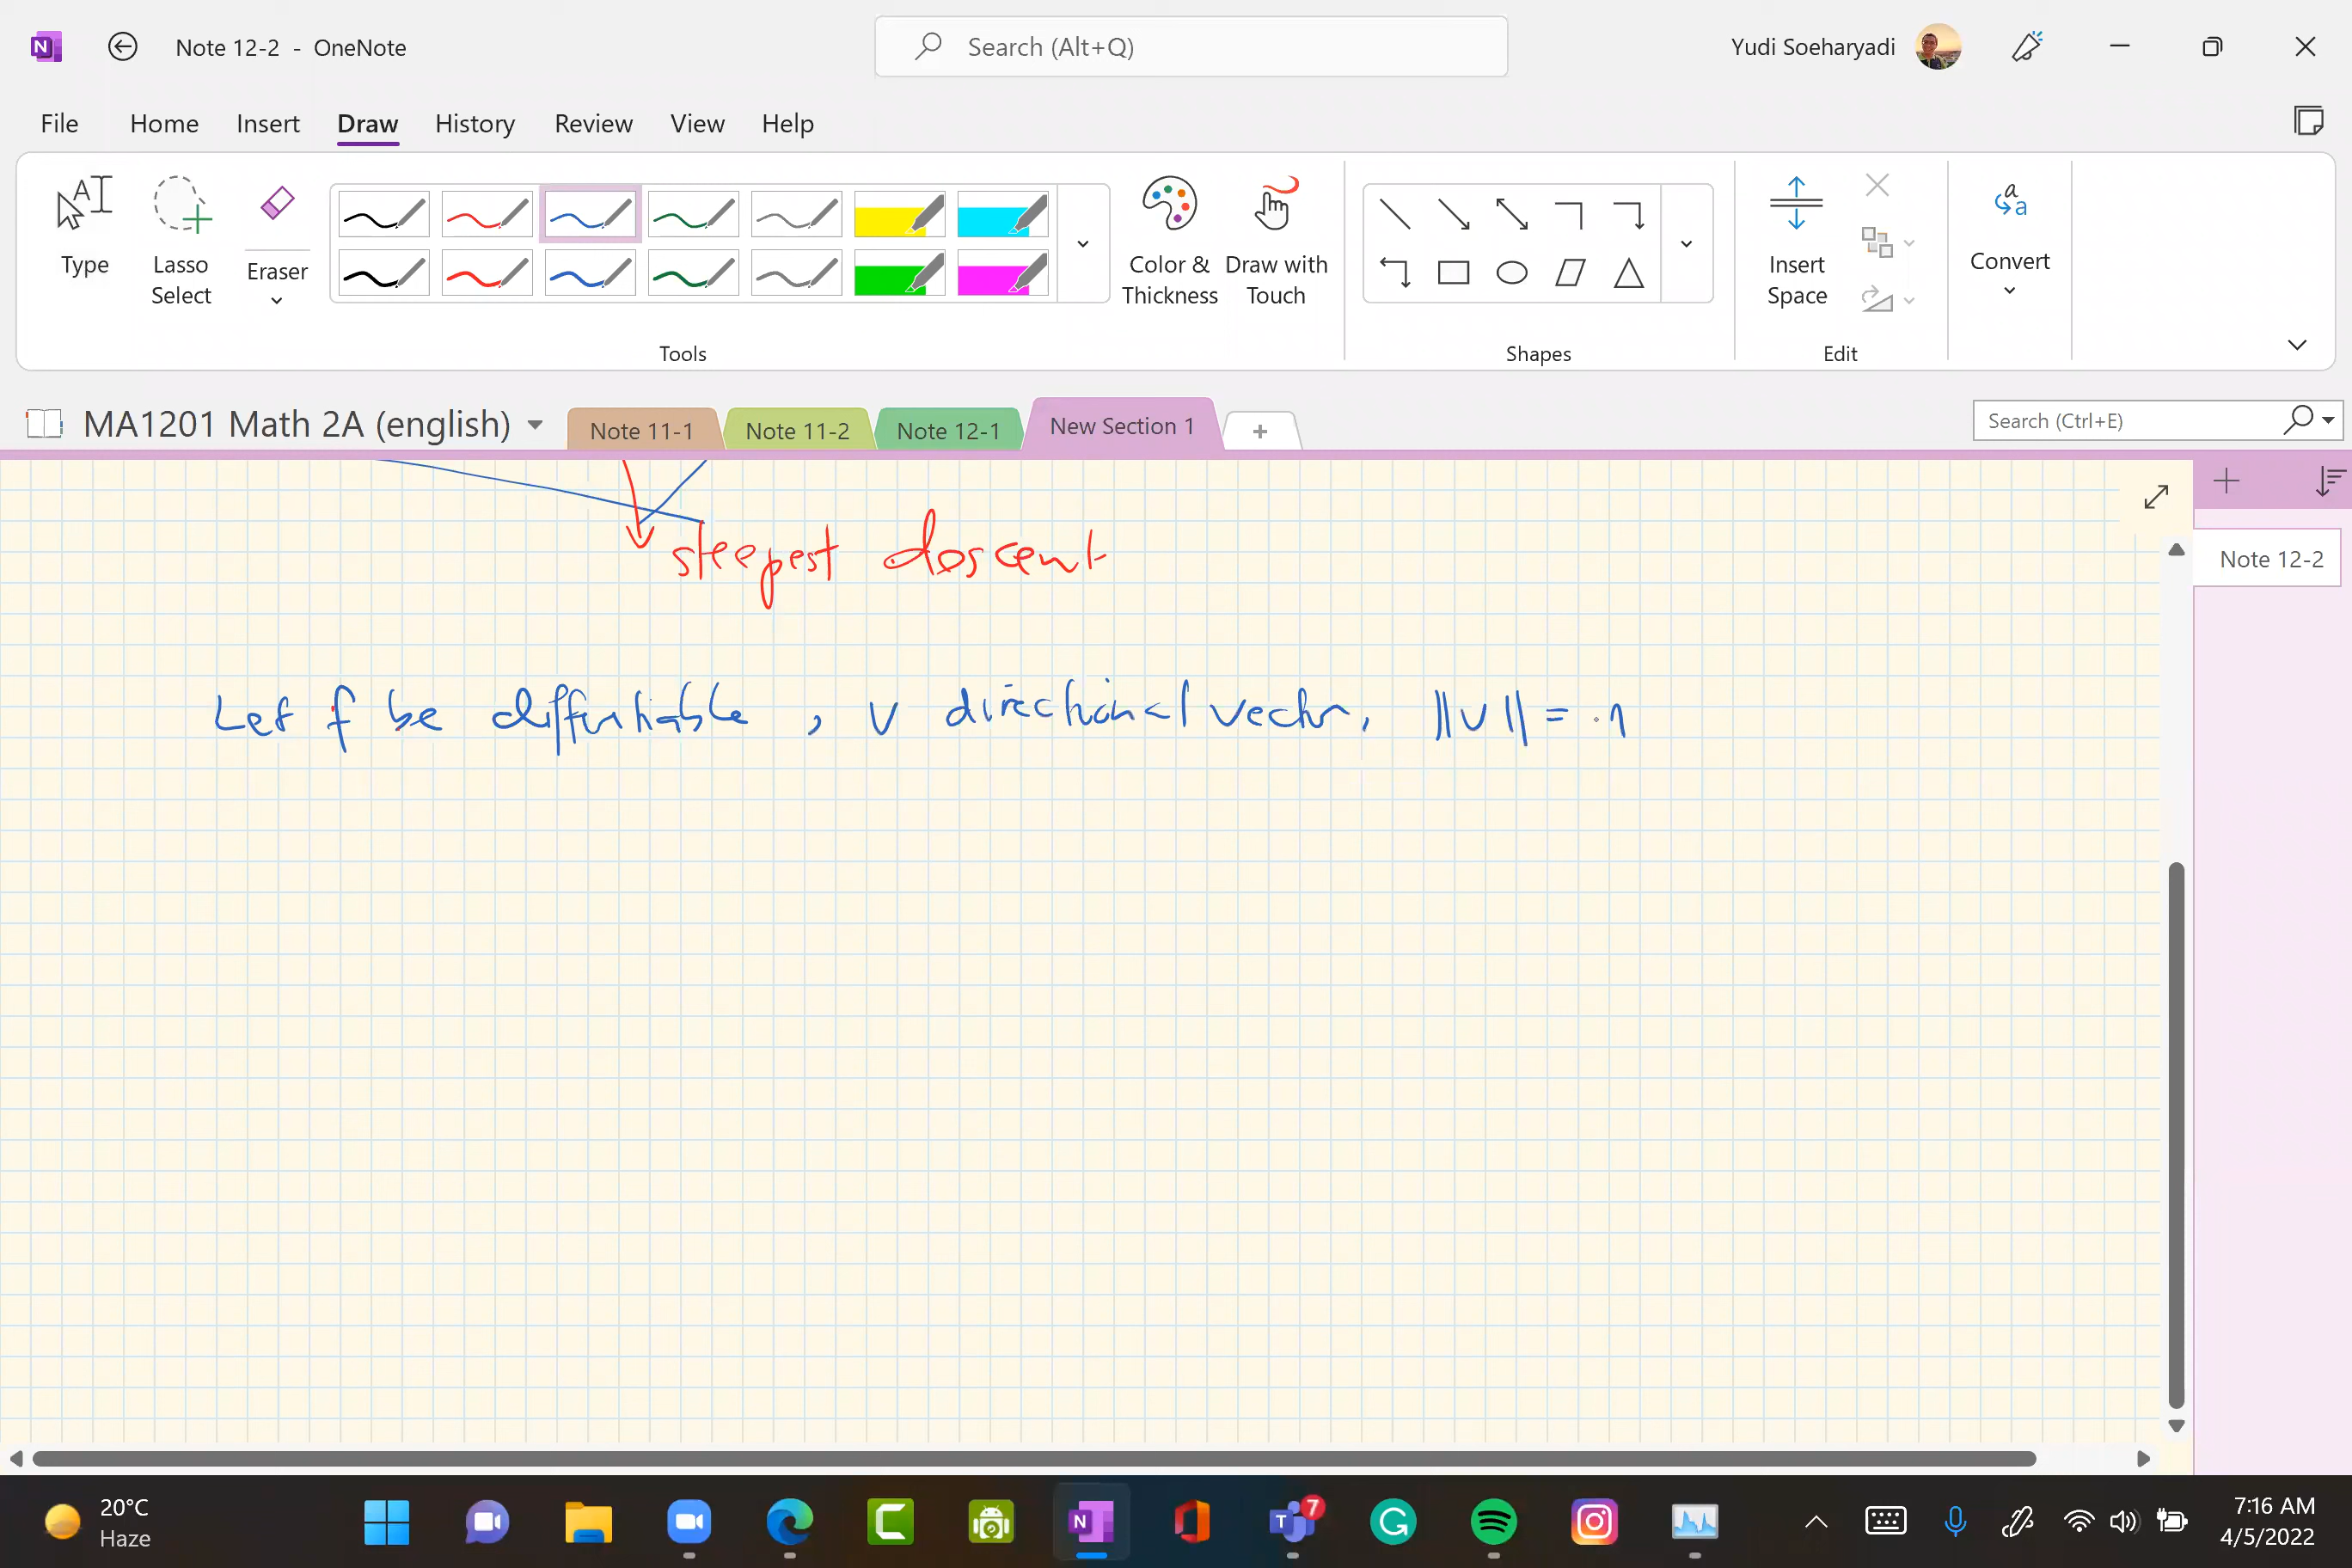 Note 12-2 - OneNote
Search (Alt+Q)
Yudi Soeharyadi
File Home Insert Draw History Review View Help
Type
Lasso Select
Eraser
Color & Thickness
Draw with Touch
Insert Space
Convert
Tools
Shapes
Edit
MA1201 Math 2A (english)
Note 11-1
Note 11-2
Note 12-1
New Section 1
Search (Ctrl+E)
Note 12-2
steepest descent
Let f be differentiable , v directional vector, ||v|| = 1
20°C
Haze
7
7:16 AM
4/5/2022